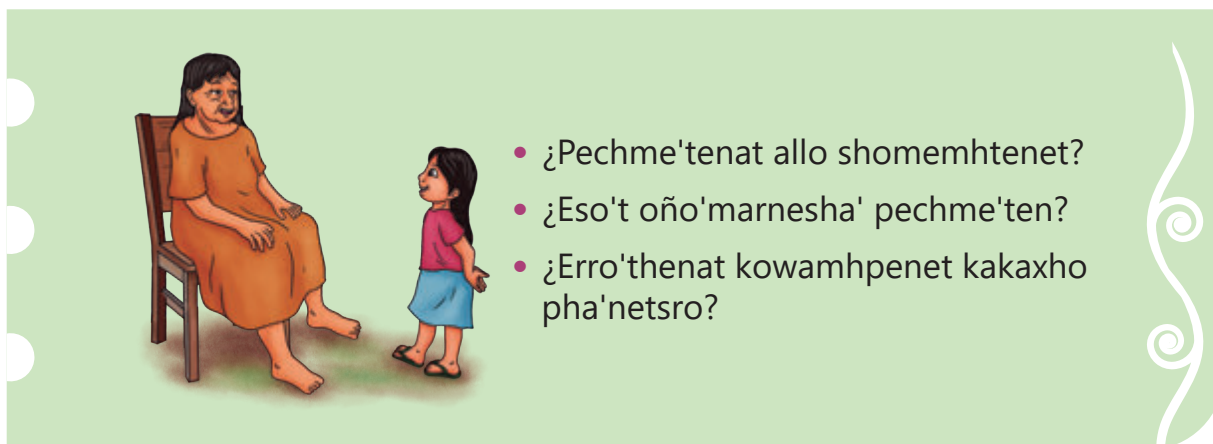 • ¿Pechme'tenat allo shomemhtenet?
• ¿Eso't oño'marnesha' pechme'ten?
• ¿Erro'thenat kowamhpenet kakaxho
pha'netsro?